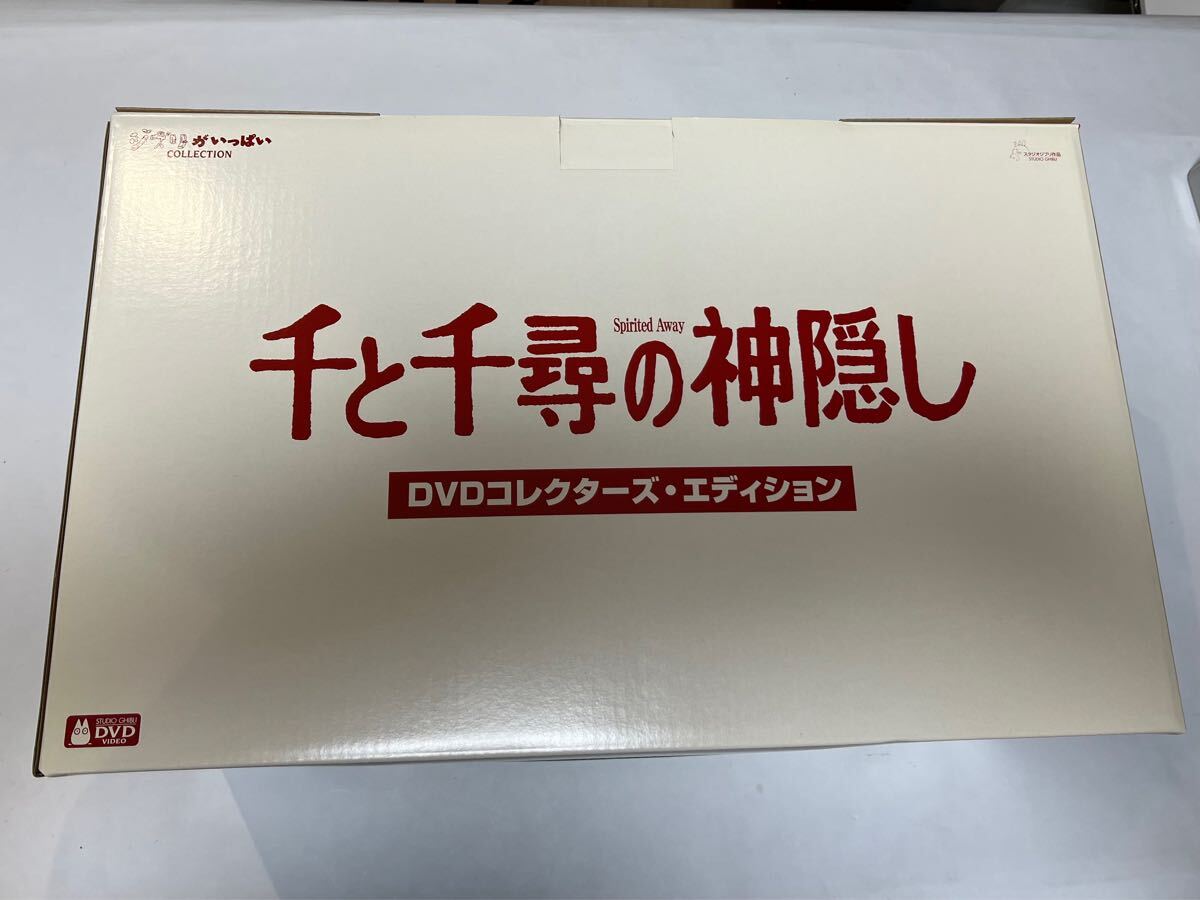 ジブリがいっぱい
COLLECTION
スタジオジブリ作品
STUDIO GHIBLI
Spirited Away
千と千尋の神隠し
DVDコレクターズ・エディション
STUDIO GHIBLI
DVD
VIDEO